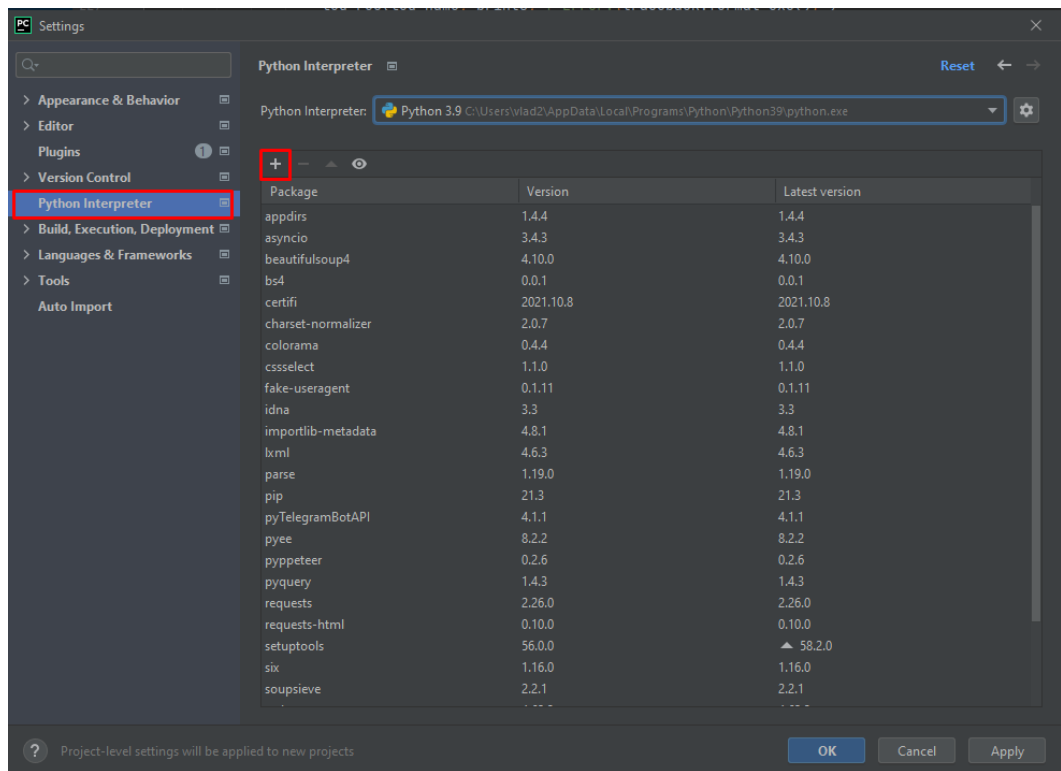 PC Settings
Python Interpreter
Reset
Appearance & Behavior
Editor
Plugins 1
Version Control
Python Interpreter
Build, Execution, Deployment
Languages & Frameworks
Tools
Auto Import
Python Interpreter: Python 3.9 C:\Users\vlad2\AppData\Local\Programs\Python\Python39\python.exe
Package Version Latest version
appdirs 1.4.4 1.4.4
asyncio 3.4.3 3.4.3
beautifulsoup4 4.10.0 4.10.0
bs4 0.0.1 0.0.1
certifi 2021.10.8 2021.10.8
charset-normalizer 2.0.7 2.0.7
colorama 0.4.4 0.4.4
cssselect 1.1.0 1.1.0
fake-useragent 0.1.11 0.1.11
idna 3.3 3.3
importlib-metadata 4.8.1 4.8.1
lxml 4.6.3 4.6.3
parse 1.19.0 1.19.0
pip 21.3 21.3
pyTelegramBotAPI 4.1.1 4.1.1
pyee 8.2.2 8.2.2
pyppeteer 0.2.6 0.2.6
pyquery 1.4.3 1.4.3
requests 2.26.0 2.26.0
requests-html 0.10.0 0.10.0
setuptools 56.0.0 58.2.0
six 1.16.0 1.16.0
soupsieve 2.2.1 2.2.1
? Project-level settings will be applied to new projects
OK Cancel Apply